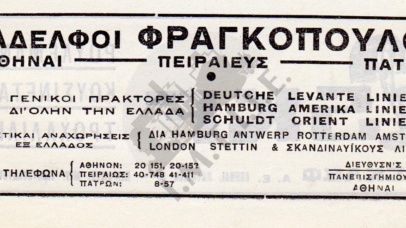 ΑΔΕΛΦΟΙ ΦΡΑΓΚΟΠΟΥΛΟ
ΑΘΗΝΑΙ — ΠΕΙΡΑΙΕΥΣ — ΠΑΤ
ΓΕΝΙΚΟΙ ΠΡΑΚΤΟΡΕΣ
ΔΙ' ΟΛΗΝ ΤΗΝ ΕΛΛΑΔΑ
DEUTCHE LEVANTE LINIE
HAMBURG AMERIKA LINIE
SCHULDT ORIENT LINIE
ΤΙΚΑΙ ΑΝΑΧΩΡΗΣΕΙΣ
ΕΞ ΕΛΛΑΔΟΣ
ΔΙΑ HAMBURG ANTWERP ROTTERDAM AMST
LONDON STETTIN & ΣΚΑΝΔΙΝΑΥΪΚΟΥΣ ΛΙ
ΤΗΛΕΦΩΝΑ
ΑΘΗΝΩΝ: 20 151, 20-152
ΠΕΙΡΑΙΩΣ: 40-748 41-411
ΠΑΤΡΩΝ: 8-57
ΔΙΕΥΘΥΝΣ'Σ
ΠΑΝΕΠΙΣΤΗΜΙΟΥ
ΑΘΗΝΑΙ